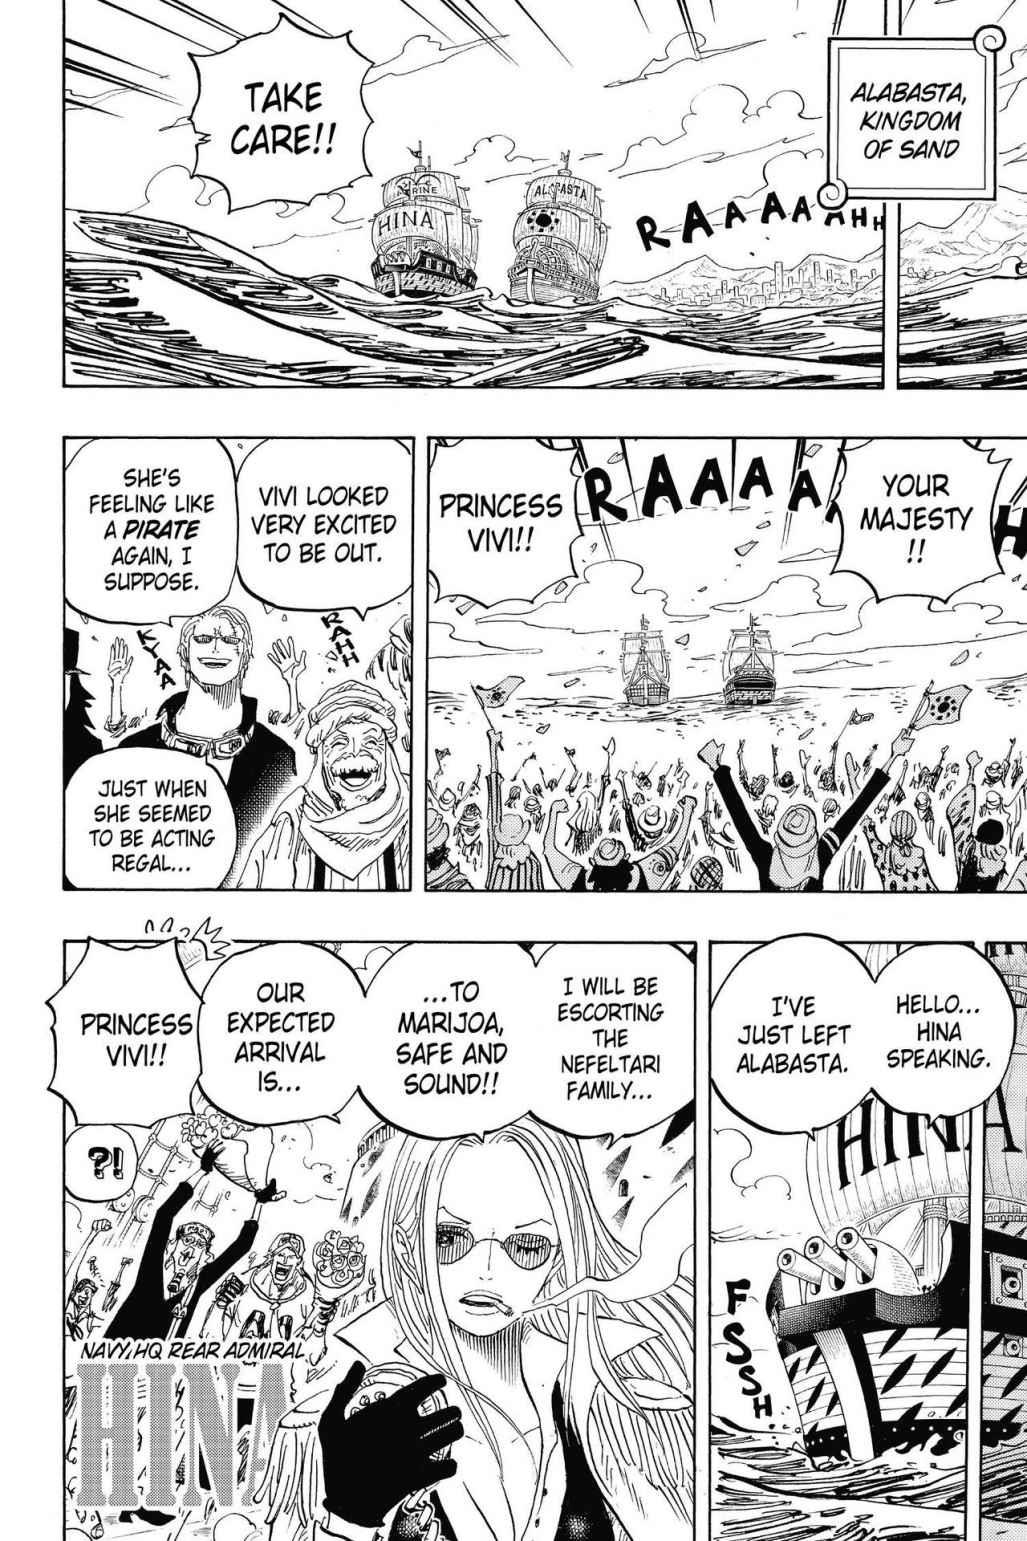 ALABASTA,
KINGDOM
OF SAND
TAKE
CARE!!
MARINE
HINA
ALABASTA
RAAAAAHH
YOUR
MAJESTY
!!
RAAAA
H
PRINCESS
VIVI!!
VIVI LOOKED
VERY EXCITED
TO BE OUT.
SHE'S
FEELING LIKE
A PIRATE
AGAIN, I
SUPPOSE.
RAHH
KYAA
JUST WHEN
SHE SEEMED
TO BE ACTING
REGAL...
HELLO...
HINA
SPEAKING.
I'VE
JUST LEFT
ALABASTA.
HINA
FSSSH
I WILL BE
ESCORTING
THE
NEFELTARI
FAMILY...
...TO
MARIJOA,
SAFE AND
SOUND!!
OUR
EXPECTED
ARRIVAL
IS...
PRINCESS
VIVI!!
?!
NAVY HQ REAR ADMIRAL
HINA